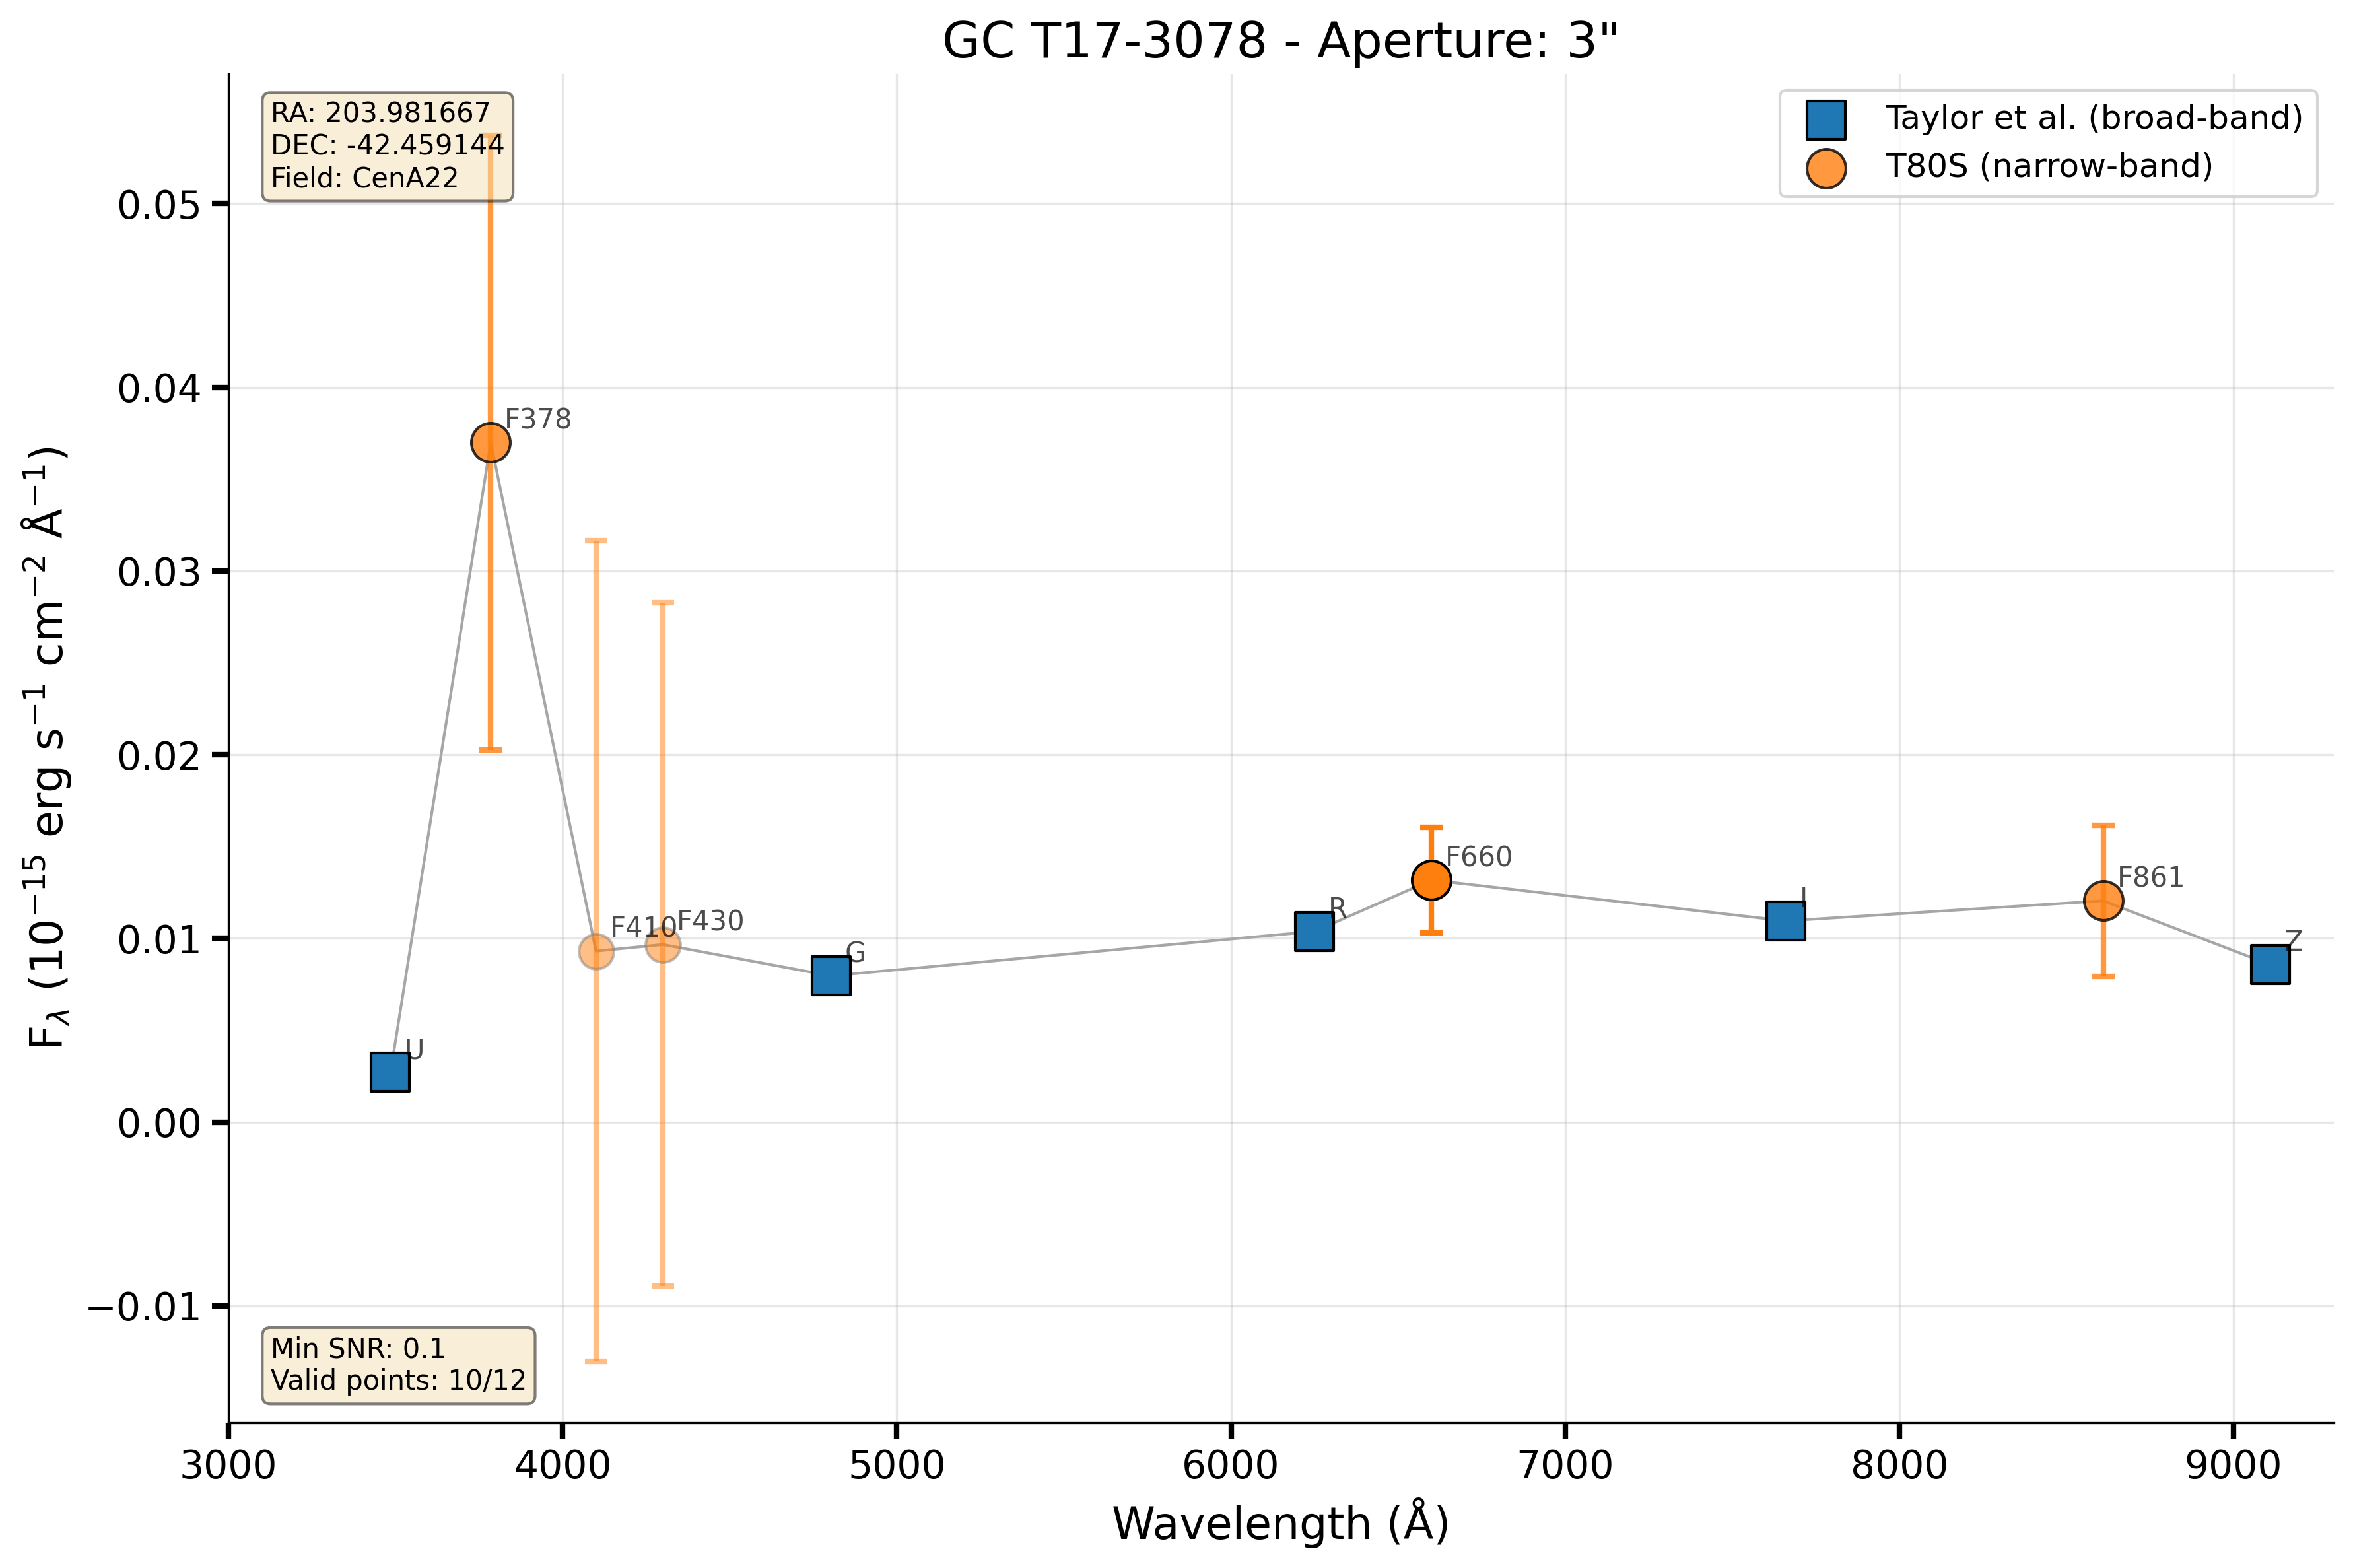 GC T17-3078 - Aperture: 3"
RA: 203.981667
DEC: -42.459144
Field: CenA22
Taylor et al. (broad-band)
T80S (narrow-band)
F_λ (10⁻¹⁵ erg s⁻¹ cm⁻² Å⁻¹)
0.05
0.04
0.03
0.02
0.01
0.00
−0.01
U
F378
F410
F430
G
R
F660
I
F861
Z
Min SNR: 0.1
Valid points: 10/12
3000 4000 5000 6000 7000 8000 9000
Wavelength (Å)